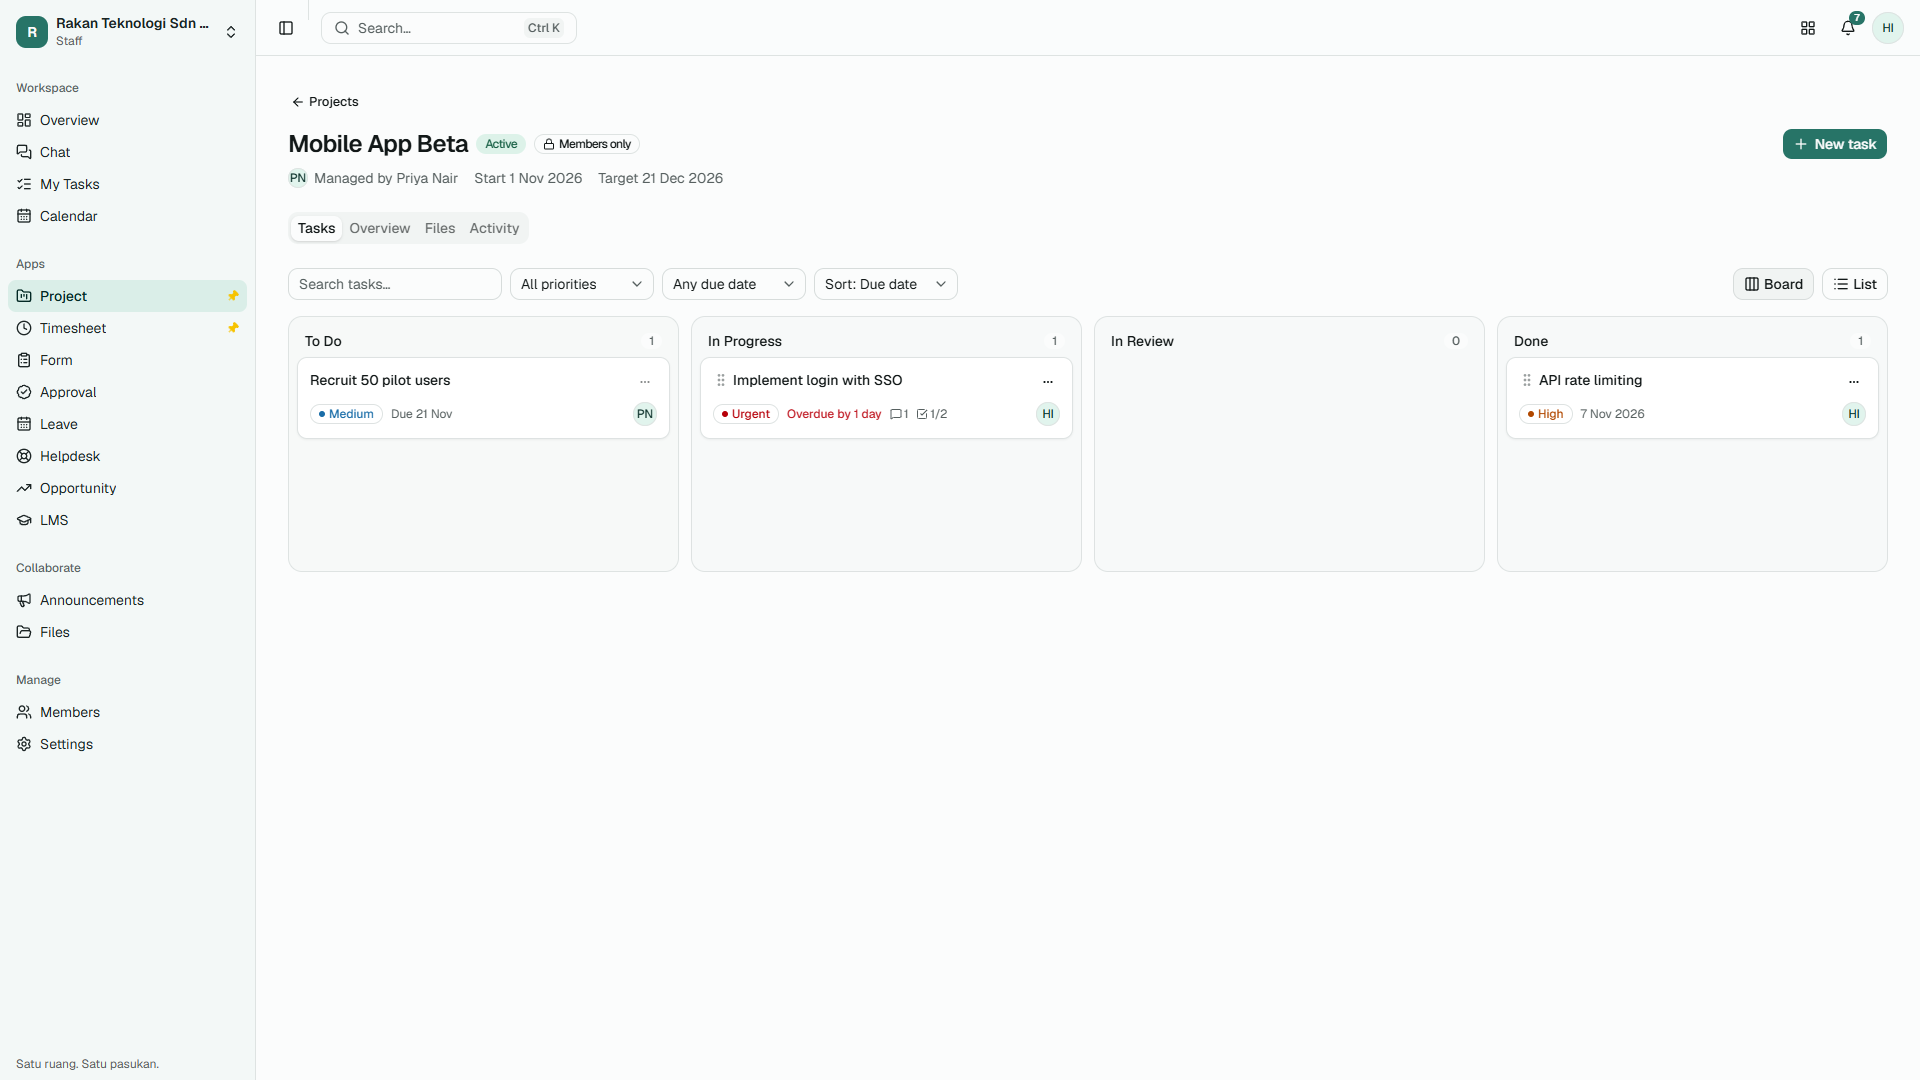 R
Rakan Teknologi Sdn ...
Staff
Workspace
Overview
Chat
My Tasks
Calendar
Apps
Project
Timesheet
Form
Approval
Leave
Helpdesk
Opportunity
LMS
Collaborate
Announcements
Files
Manage
Members
Settings
Satu ruang. Satu pasukan.
Search... Ctrl K
7
HI
Projects
Mobile App Beta Active Members only
New task
PN Managed by Priya Nair Start 1 Nov 2026 Target 21 Dec 2026
Tasks Overview Files Activity
Search tasks... All priorities Any due date Sort: Due date
Board List
To Do 1
Recruit 50 pilot users
Medium Due 21 Nov PN
In Progress 1
Implement login with SSO
Urgent Overdue by 1 day 1 1/2 HI
In Review 0
Done 1
API rate limiting
High 7 Nov 2026 HI